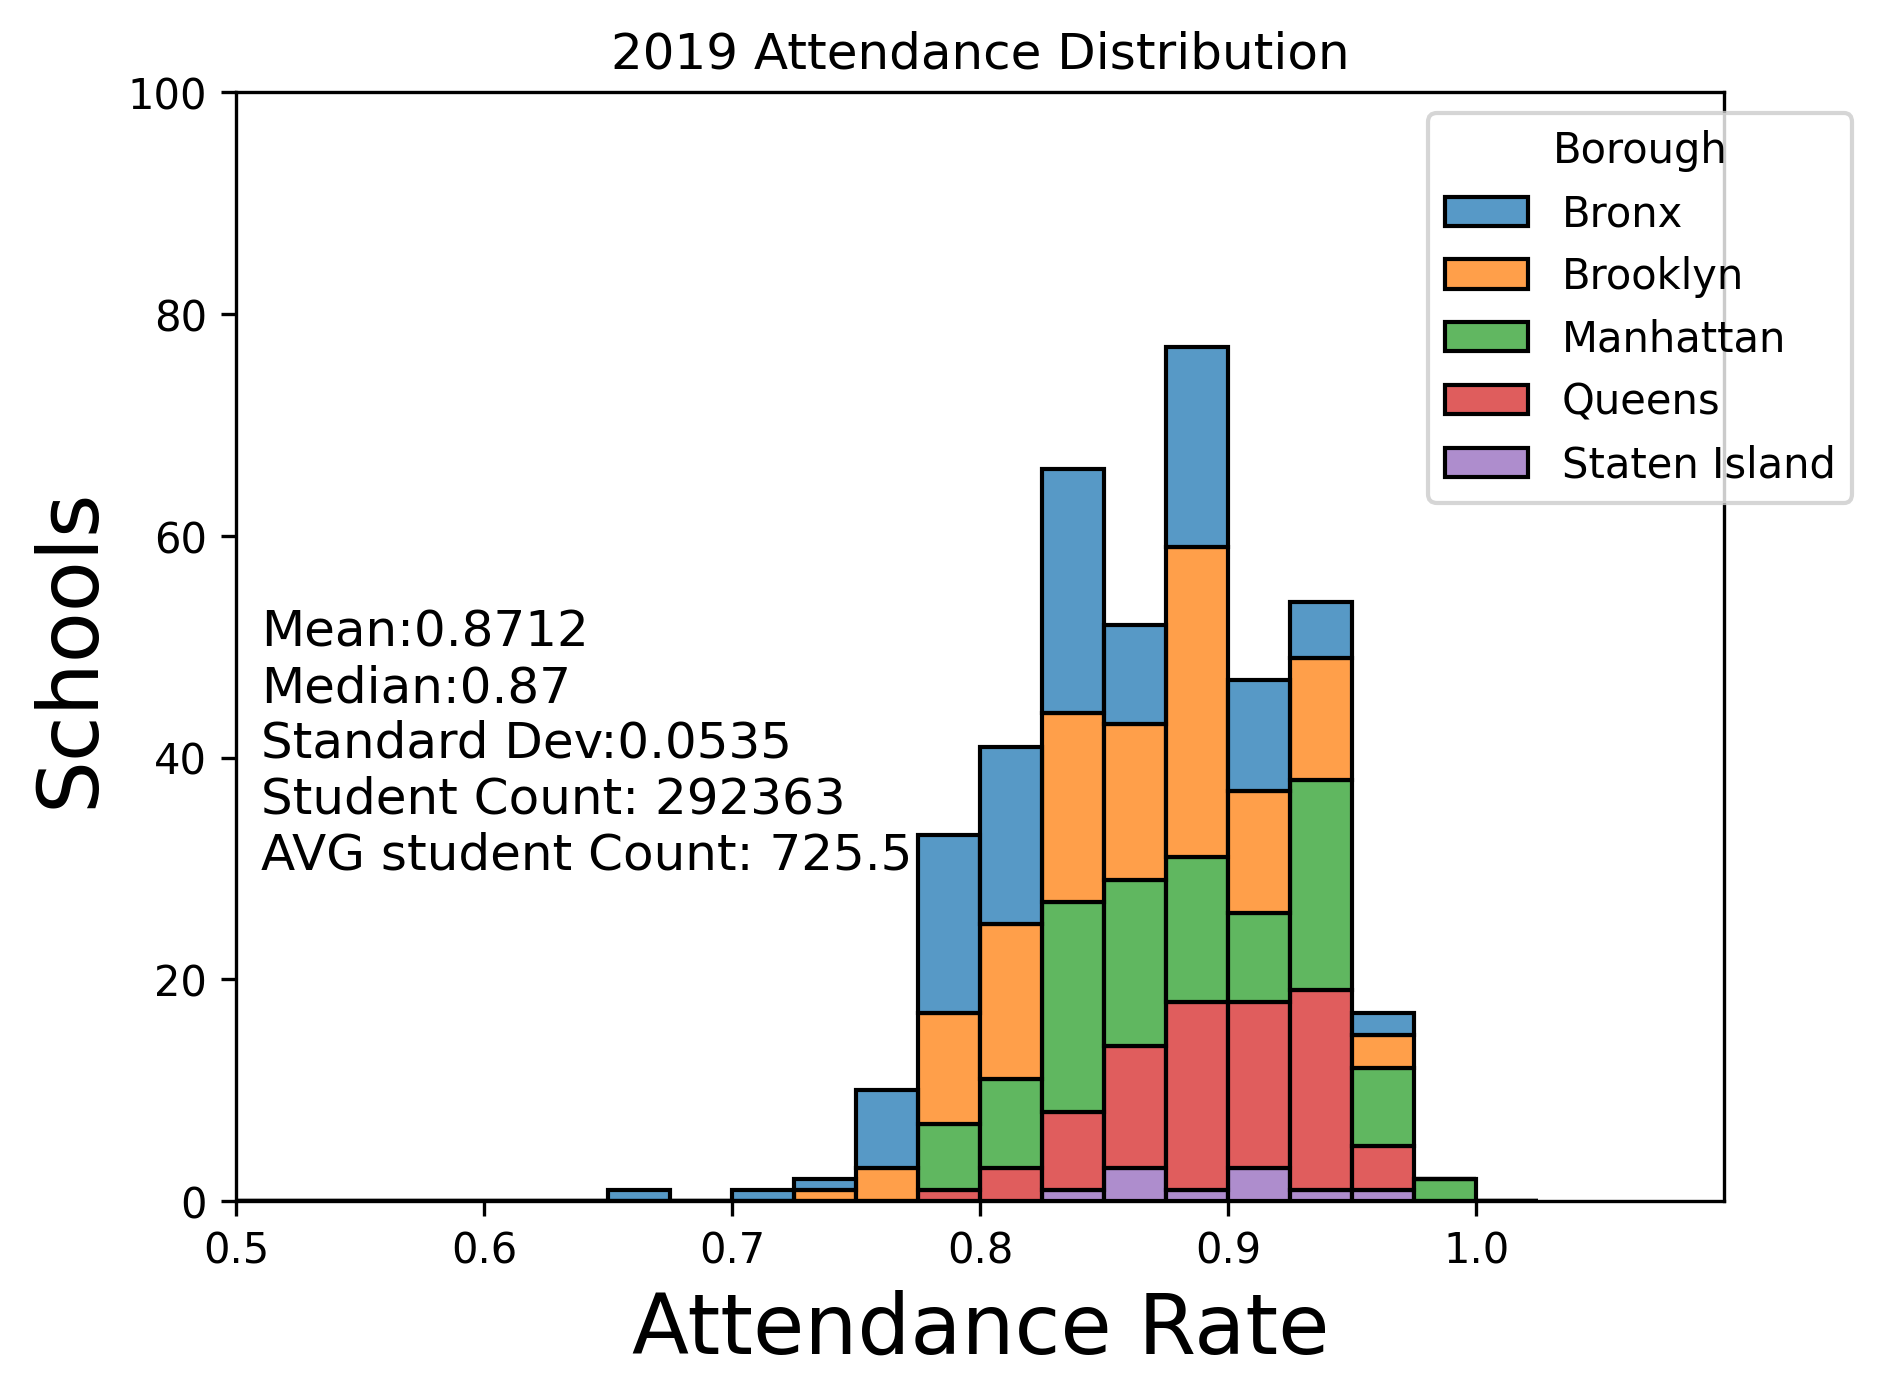 2019 Attendance Distribution
100
80
60
40
20
0
Schools
Mean:0.8712
Median:0.87
Standard Dev:0.0535
Student Count: 292363
AVG student Count: 725.5
Borough
Bronx
Brooklyn
Manhattan
Queens
Staten Island
0.5 0.6 0.7 0.8 0.9 1.0
Attendance Rate